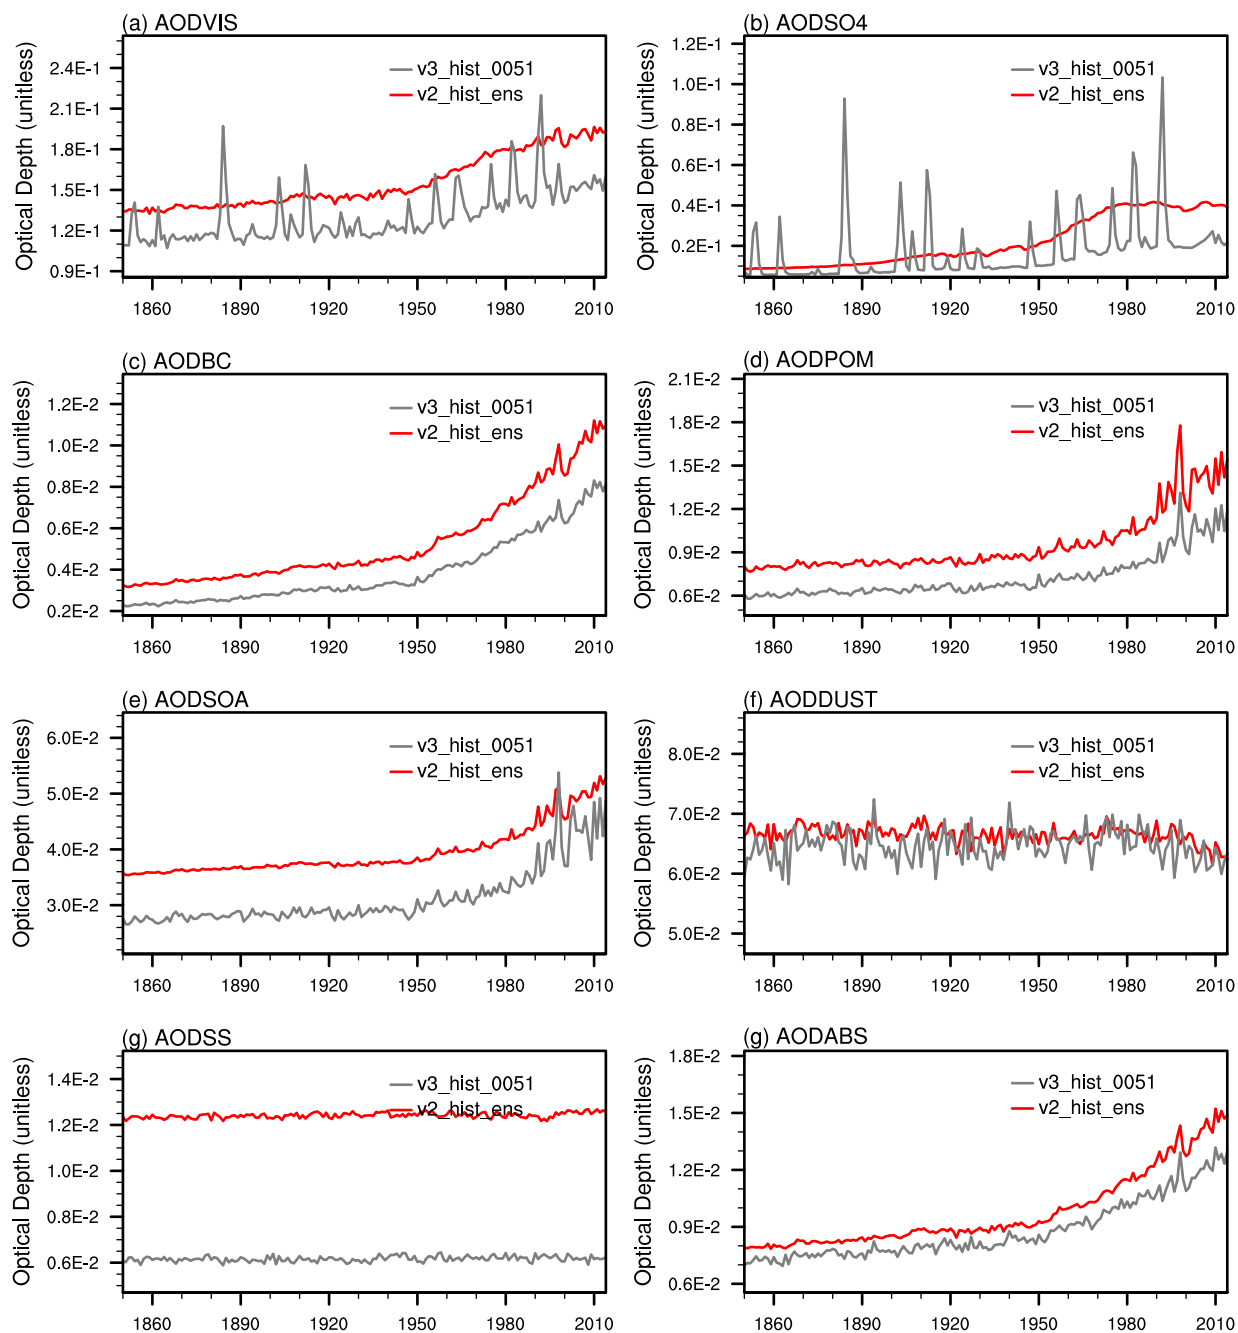 (a) AODVIS
Optical Depth (unitless)
2.4E-1
2.1E-1
1.8E-1
1.5E-1
1.2E-1
0.9E-1
v3_hist_0051
v2_hist_ens
1860 1890 1920 1950 1980 2010
(b) AODSO4
Optical Depth (unitless)
1.2E-1
1.0E-1
0.8E-1
0.6E-1
0.4E-1
0.2E-1
v3_hist_0051
v2_hist_ens
1860 1890 1920 1950 1980 2010
(c) AODBC
Optical Depth (unitless)
1.2E-2
1.0E-2
0.8E-2
0.6E-2
0.4E-2
0.2E-2
v3_hist_0051
v2_hist_ens
1860 1890 1920 1950 1980 2010
(d) AODPOM
Optical Depth (unitless)
2.1E-2
1.8E-2
1.5E-2
1.2E-2
0.9E-2
0.6E-2
v3_hist_0051
v2_hist_ens
1860 1890 1920 1950 1980 2010
(e) AODSOA
Optical Depth (unitless)
6.0E-2
5.0E-2
4.0E-2
3.0E-2
v3_hist_0051
v2_hist_ens
1860 1890 1920 1950 1980 2010
(f) AODDUST
Optical Depth (unitless)
8.0E-2
7.0E-2
6.0E-2
5.0E-2
v3_hist_0051
v2_hist_ens
1860 1890 1920 1950 1980 2010
(g) AODSS
Optical Depth (unitless)
1.4E-2
1.2E-2
1.0E-2
0.8E-2
0.6E-2
v3_hist_0051
v2_hist_ens
1860 1890 1920 1950 1980 2010
(g) AODABS
Optical Depth (unitless)
1.8E-2
1.5E-2
1.2E-2
0.9E-2
0.6E-2
v3_hist_0051
v2_hist_ens
1860 1890 1920 1950 1980 2010